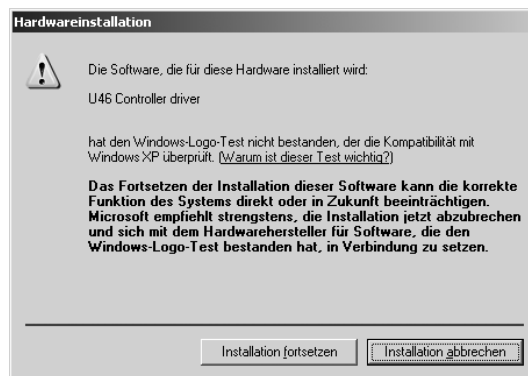 Hardwareinstallation
Die Software, die für diese Hardware installiert wird:
U46 Controller driver
hat den Windows-Logo-Test nicht bestanden, der die Kompatibilität mit
Windows XP überprüft. (Warum ist dieser Test wichtig?)
Das Fortsetzen der Installation dieser Software kann die korrekte
Funktion des Systems direkt oder in Zukunft beeinträchtigen.
Microsoft empfiehlt strengstens, die Installation jetzt abzubrechen
und sich mit dem Hardwarehersteller für Software, die den
Windows-Logo-Test bestanden hat, in Verbindung zu setzen.
Installation fortsetzen Installation abbrechen